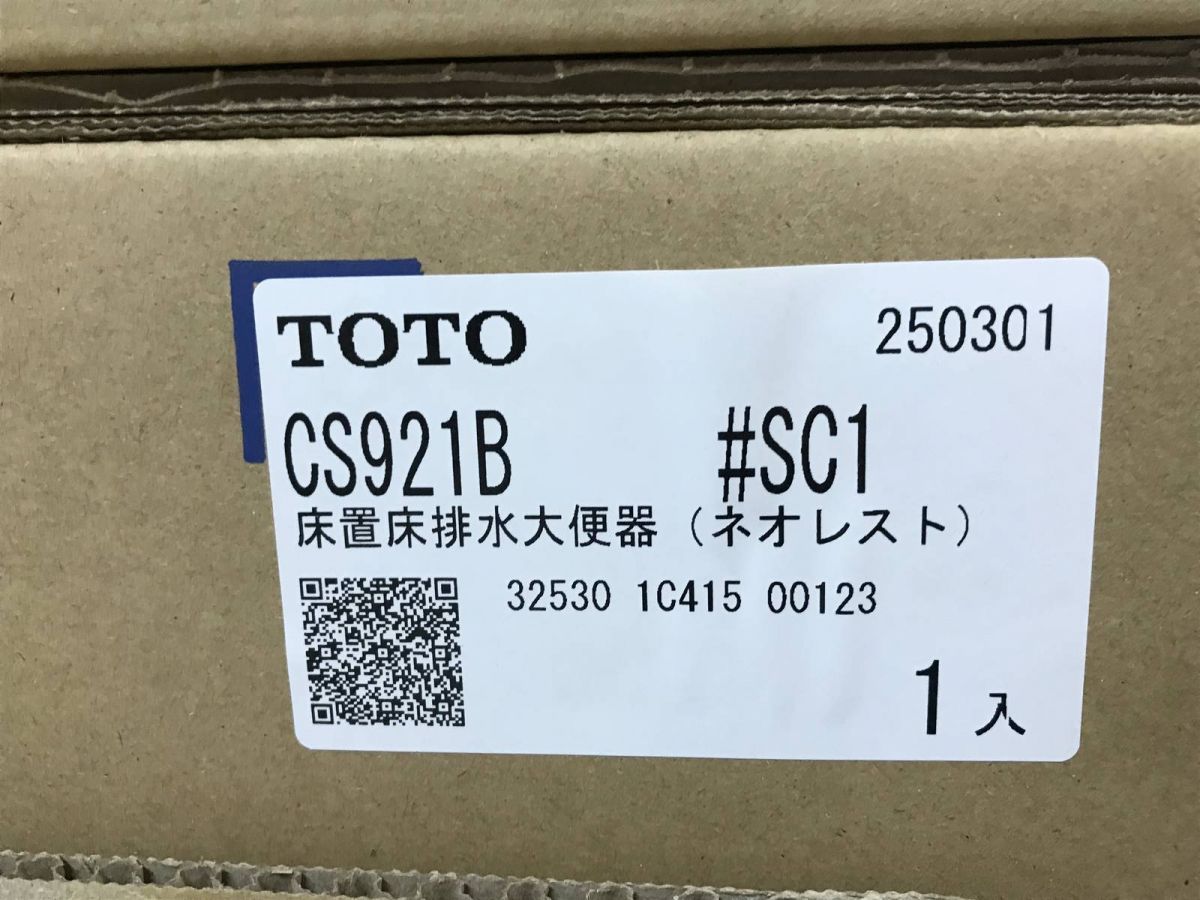 TOTO 250301
CS921B #SC1
床置床排水大便器（ネオレスト）
32530 1C415 00123
1入